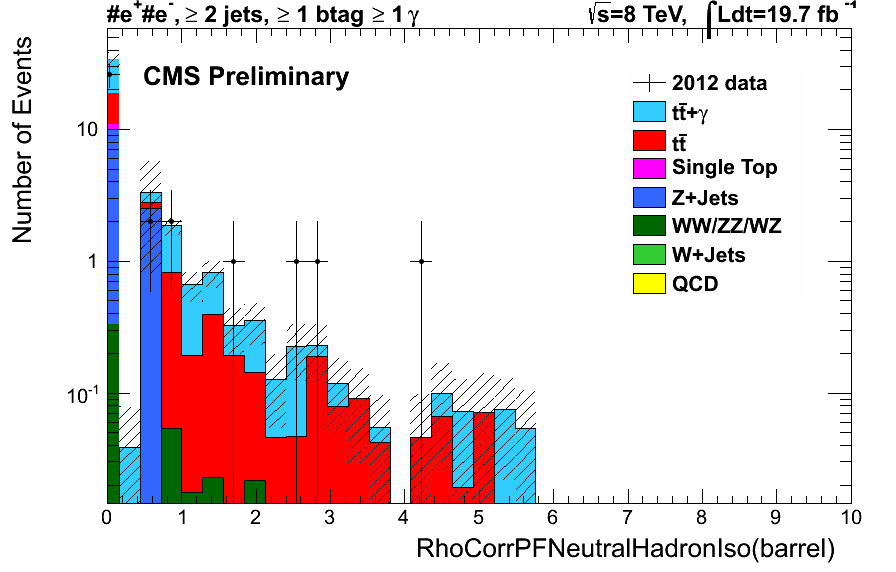 #e⁺#e⁻, ≥ 2 jets, ≥ 1 btag ≥ 1 γ
√s=8 TeV, ∫Ldt=19.7 fb⁻¹
CMS Preliminary
2012 data
tt̄+γ
tt̄
Single Top
Z+Jets
WW/ZZ/WZ
W+Jets
QCD
Number of Events
10
1
10⁻¹
0 1 2 3 4 5 6 7 8 9 10
RhoCorrPFNeutralHadronIso(barrel)